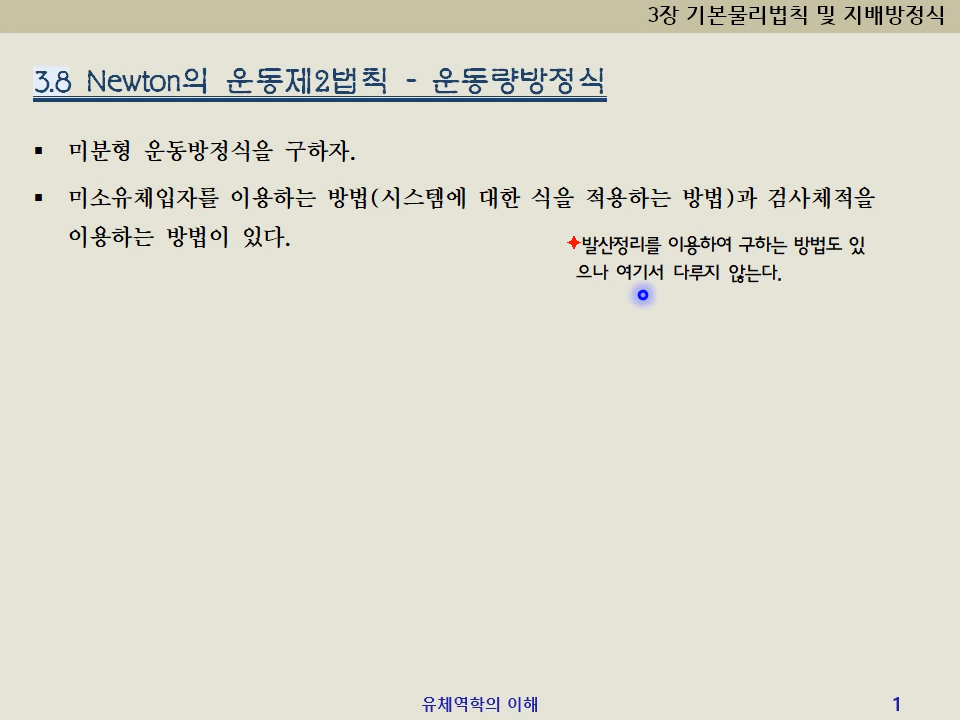 3장 기본물리법칙 및 지배방정식
3.8 Newton의 운동제2법칙 - 운동량방정식
▪ 미분형 운동방정식을 구하자.
▪ 미소유체입자를 이용하는 방법(시스템에 대한 식을 적용하는 방법)과 검사체적을
이용하는 방법이 있다.
✦발산정리를 이용하여 구하는 방법도 있
으나 여기서 다루지 않는다.
유체역학의 이해
1